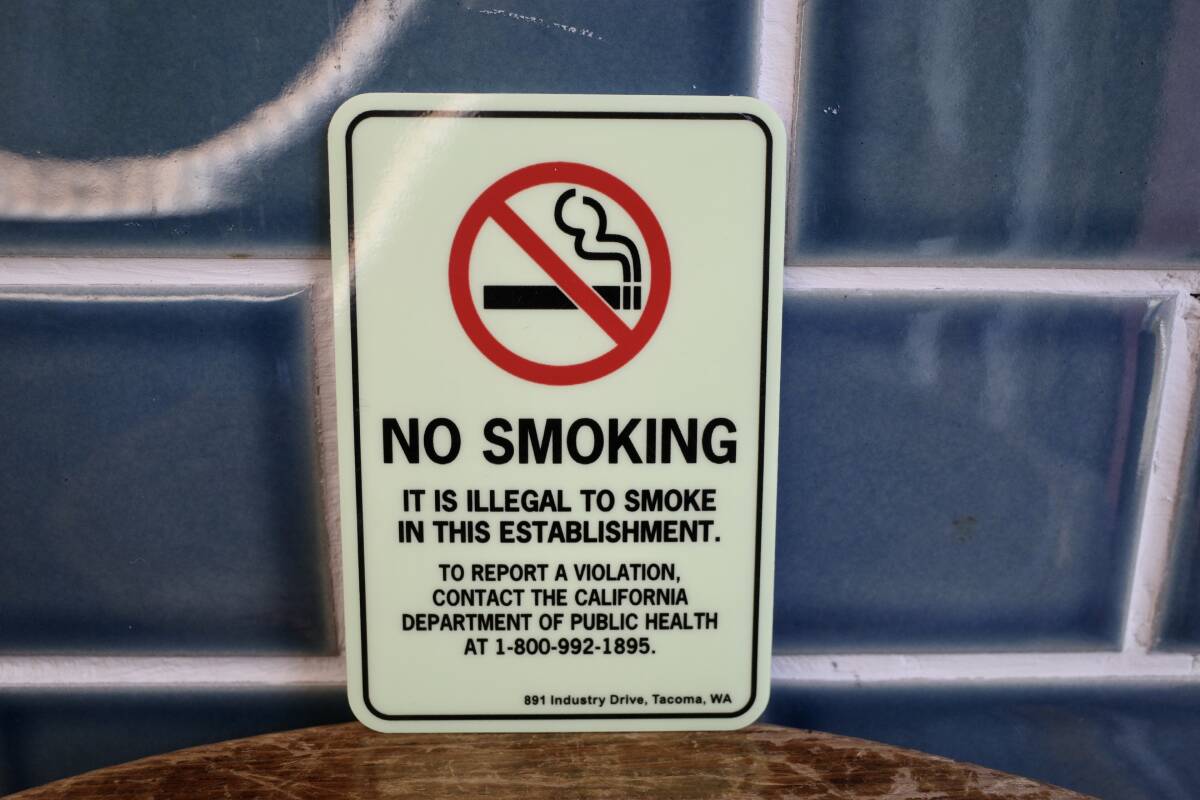 NO SMOKING
IT IS ILLEGAL TO SMOKE
IN THIS ESTABLISHMENT.
TO REPORT A VIOLATION,
CONTACT THE CALIFORNIA
DEPARTMENT OF PUBLIC HEALTH
AT 1-800-992-1895.
891 Industry Drive, Tacoma, WA